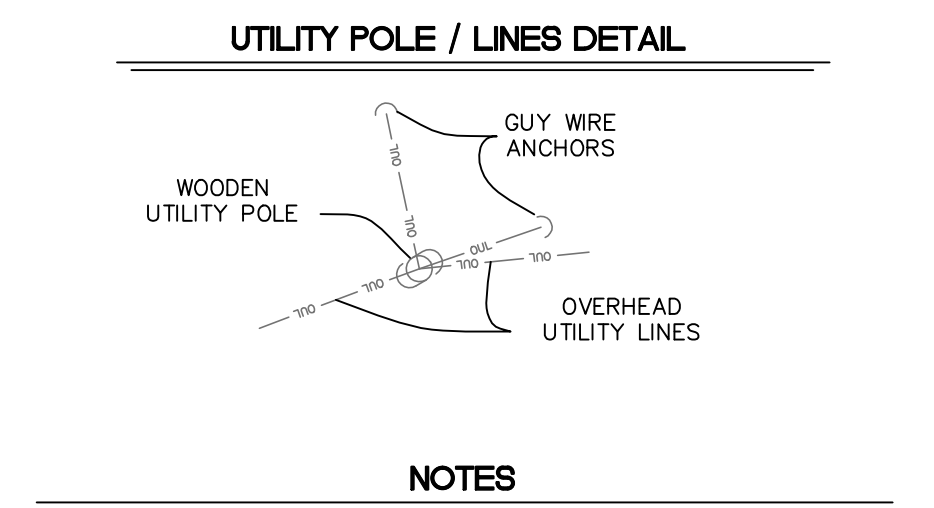 UTILITY POLE / LINES DETAIL
GUY WIRE
ANCHORS
WOODEN
UTILITY POLE
OUL
OUL
OUL
OUL
OUL
OUL
OUL
OVERHEAD
UTILITY LINES
NOTES